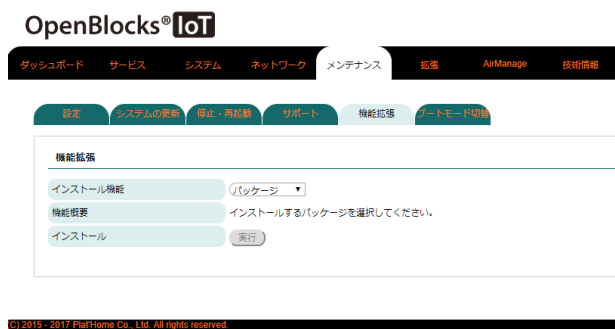 OpenBlocks® IoT
ダッシュボード サービス システム ネットワーク メンテナンス 拡張 AirManage 技術情報
設定 システムの更新 停止・再起動 サポート 機能拡張 ブートモード切替
機能拡張
インストール機能 パッケージ ▼
機能概要 インストールするパッケージを選択してください。
インストール 実行
(C) 2015 - 2017 Plat'Home Co., Ltd. All rights reserved.